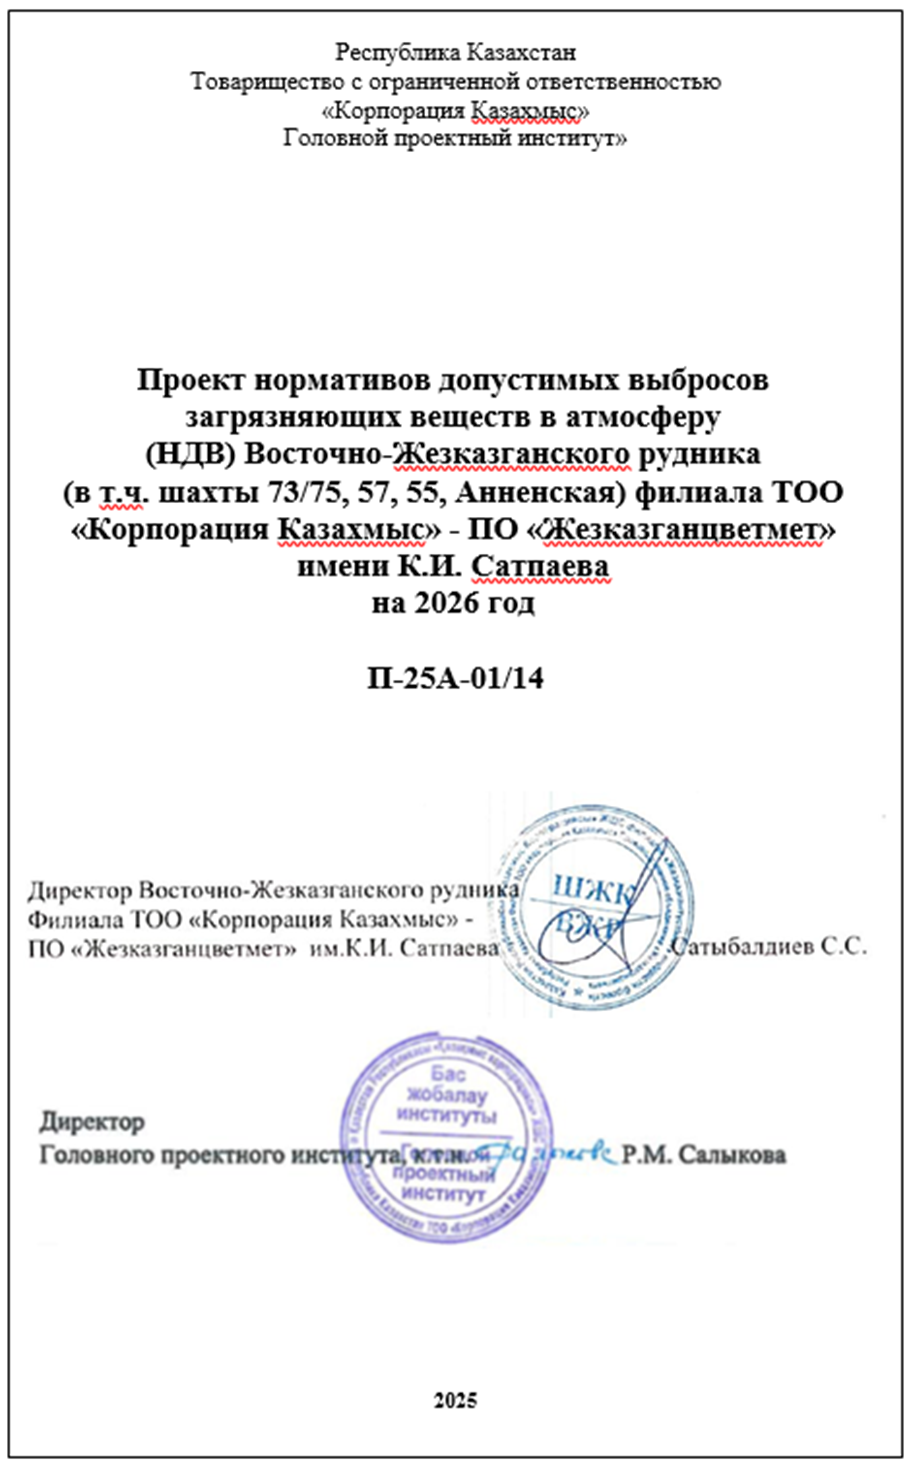 Республика Казахстан
Товарищество с ограниченной ответственностью
«Корпорация Казахмыс»
Головной проектный институт»
Проект нормативов допустимых выбросов
загрязняющих веществ в атмосферу
(НДВ) Восточно-Жезказганского рудника
(в т.ч. шахты 73/75, 57, 55, Анненская) филиала ТОО
«Корпорация Казахмыс» - ПО «Жезказганцветмет»
имени К.И. Сатпаева
на 2026 год
П-25А-01/14
Директор Восточно-Жезказганского рудника
Филиала ТОО «Корпорация Казахмыс» -
ПО «Жезказганцветмет» им.К.И. Сатпаева Сатыбалдиев С.С.
ШЖК
ВЖР
Бас
жобалау
институты
Головной
проектный
институт
Директор
Головного проектного института, к.т.н. Р.М. Салыкова
2025